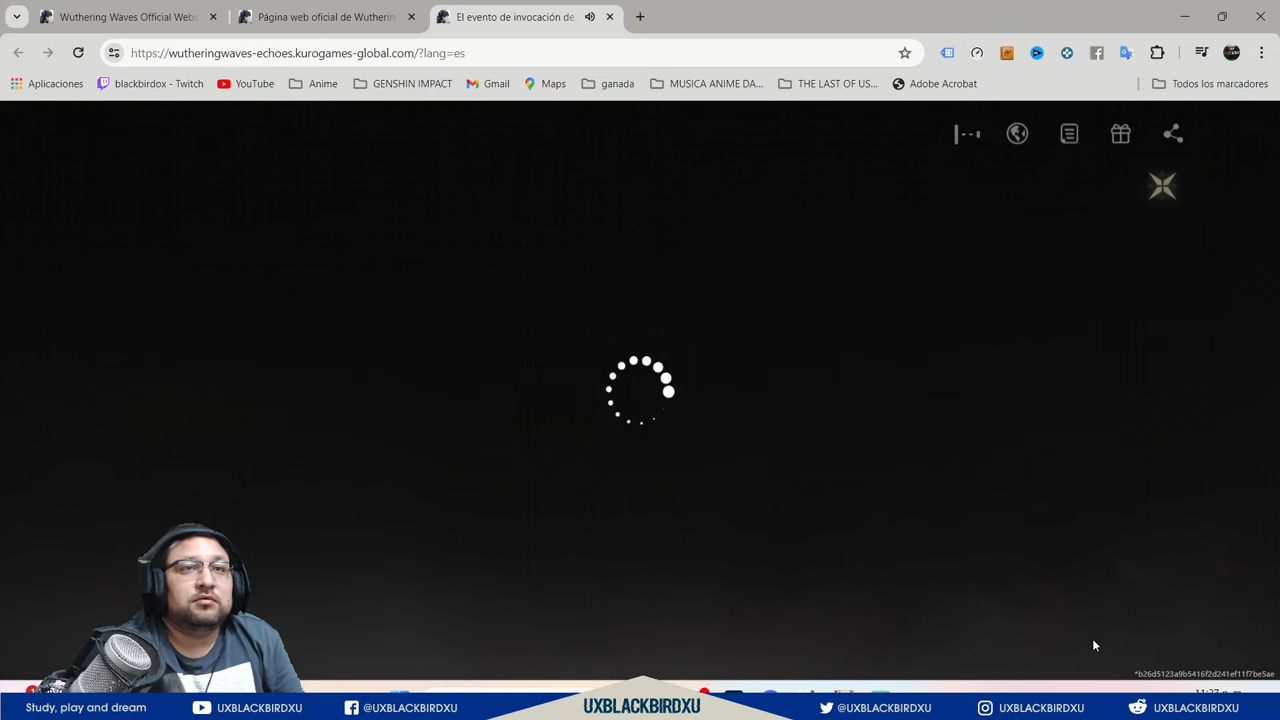 Wuthering Waves Official Webs
Página web oficial de Wutherin
El evento de invocación de
https://wutheringwaves-echoes.kurogames-global.com/?lang=es
Aplicaciones
blackbirdox - Twitch
YouTube
Anime
GENSHIN IMPACT
Gmail
Maps
ganada
MUSICA ANIME DA...
THE LAST OF US...
Adobe Acrobat
Todos los marcadores
*b26d5123a9b5416f2d241ef11f7be5ae
Study, play and dream
UXBLACKBIRDXU
@UXBLACKBIRDXU
UXBLACKBIRDXU
@UXBLACKBIRDXU
UXBLACKBIRDXU
UXBLACKBIRDXU